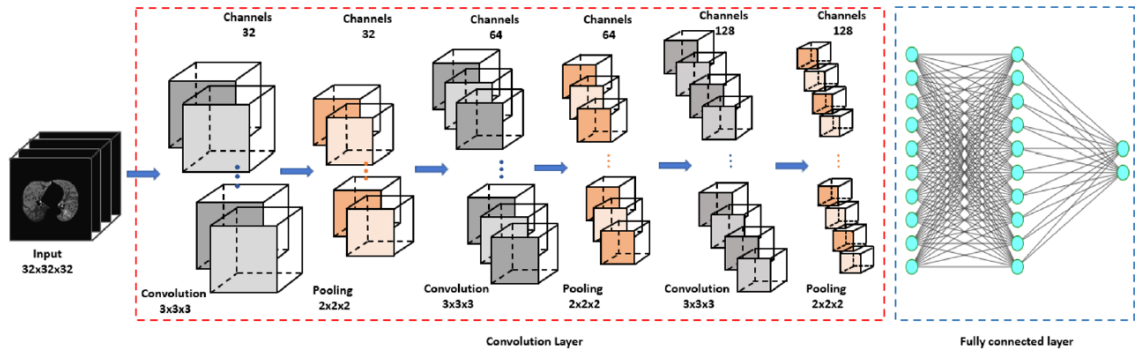 Channels
32
Channels
32
Channels
64
Channels
64
Channels
128
Channels
128
Input
32x32x32
Convolution
3x3x3
Pooling
2x2x2
Convolution
3x3x3
Pooling
2x2x2
Convolution
3x3x3
Pooling
2x2x2
Convolution Layer
Fully connected layer